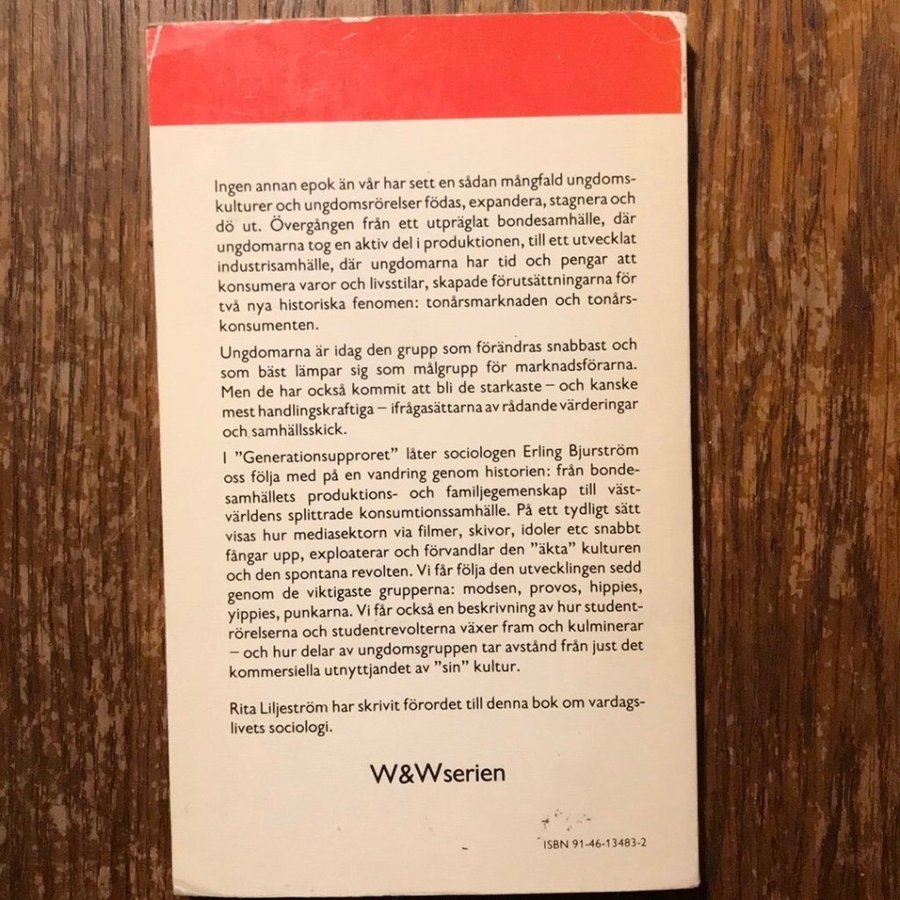 Ingen annan epok än vår har sett en sådan mångfald ungdoms-
kulturer och ungdomsrörelser födas, expandera, stagnera och
dö ut. Övergången från ett utpräglat bondesamhälle, där
ungdomarna tog en aktiv del i produktionen, till ett utvecklat
industrisamhälle, där ungdomarna har tid och pengar att
konsumera varor och livsstilar, skapade förutsättningarna för
två nya historiska fenomen: tonårsmarknaden och tonårs-
konsumenten.
Ungdomarna är idag den grupp som förändras snabbast och
som bäst lämpar sig som målgrupp för marknadsförarna.
Men de har också kommit att bli de starkaste – och kanske
mest handlingskraftiga – ifrågasättarna av rådande värderingar
och samhällsskick.
I ”Generationsupproret” låter sociologen Erling Bjurström
oss följa med på en vandring genom historien: från bonde-
samhällets produktions- och familjegemenskap till väst-
världens splittrade konsumtionssamhälle. På ett tydligt sätt
visas hur mediasektorn via filmer, skivor, idoler etc snabbt
fångar upp, exploaterar och förvandlar den ”äkta” kulturen
och den spontana revolten. Vi får följa den utvecklingen sedd
genom de viktigaste grupperna: modsen, provos, hippies,
yippies, punkarna. Vi får också en beskrivning av hur student-
rörelserna och studentrevolterna växer fram och kulminerar
– och hur delar av ungdomsgruppen tar avstånd från just det
kommersiella utnyttjandet av ”sin” kultur.
Rita Liljeström har skrivit förordet till denna bok om vardags-
livets sociologi.
W&Wserien
ISBN 91-46-13483-2